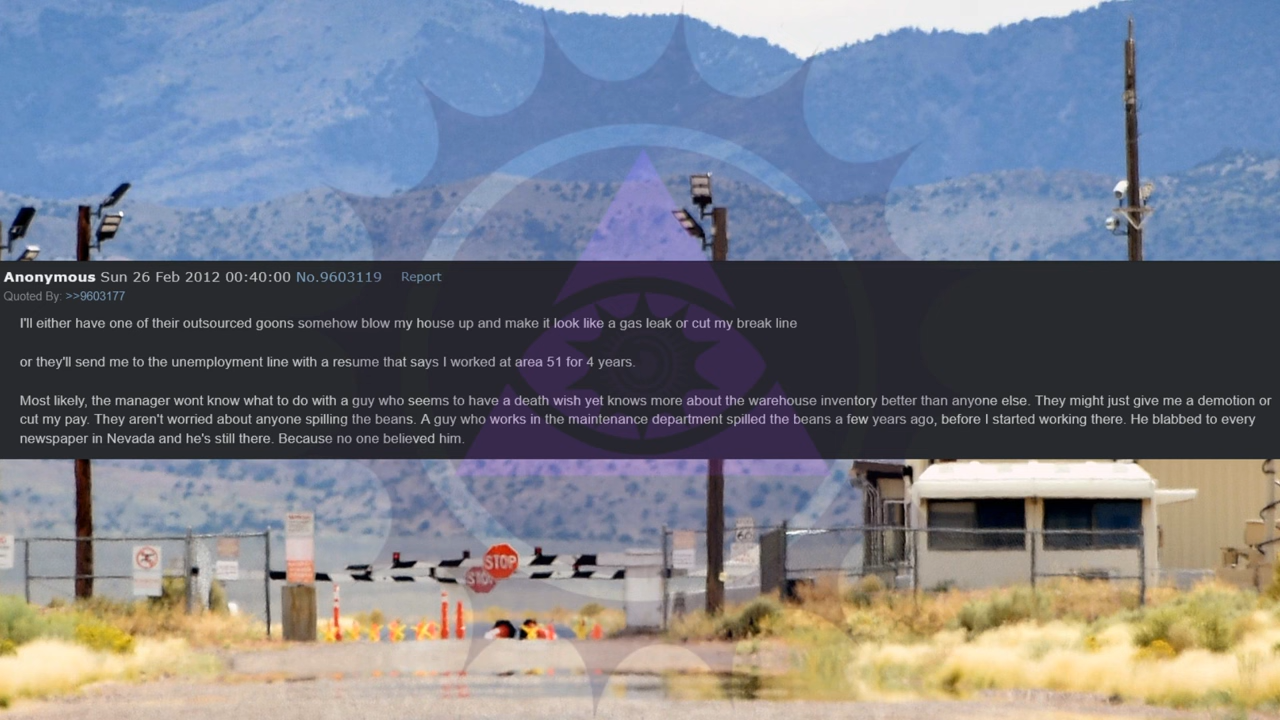 Anonymous Sun 26 Feb 2012 00:40:00 No.9603119 Report
Quoted By: >>9603177
I'll either have one of their outsourced goons somehow blow my house up and make it look like a gas leak or cut my break line
or they'll send me to the unemployment line with a resume that says I worked at area 51 for 4 years.
Most likely, the manager wont know what to do with a guy who seems to have a death wish yet knows more about the warehouse inventory better than anyone else. They might just give me a demotion or
cut my pay. They aren't worried about anyone spilling the beans. A guy who works in the maintenance department spilled the beans a few years ago, before I started working there. He blabbed to every
newspaper in Nevada and he's still there. Because no one believed him.
STOP
STOP